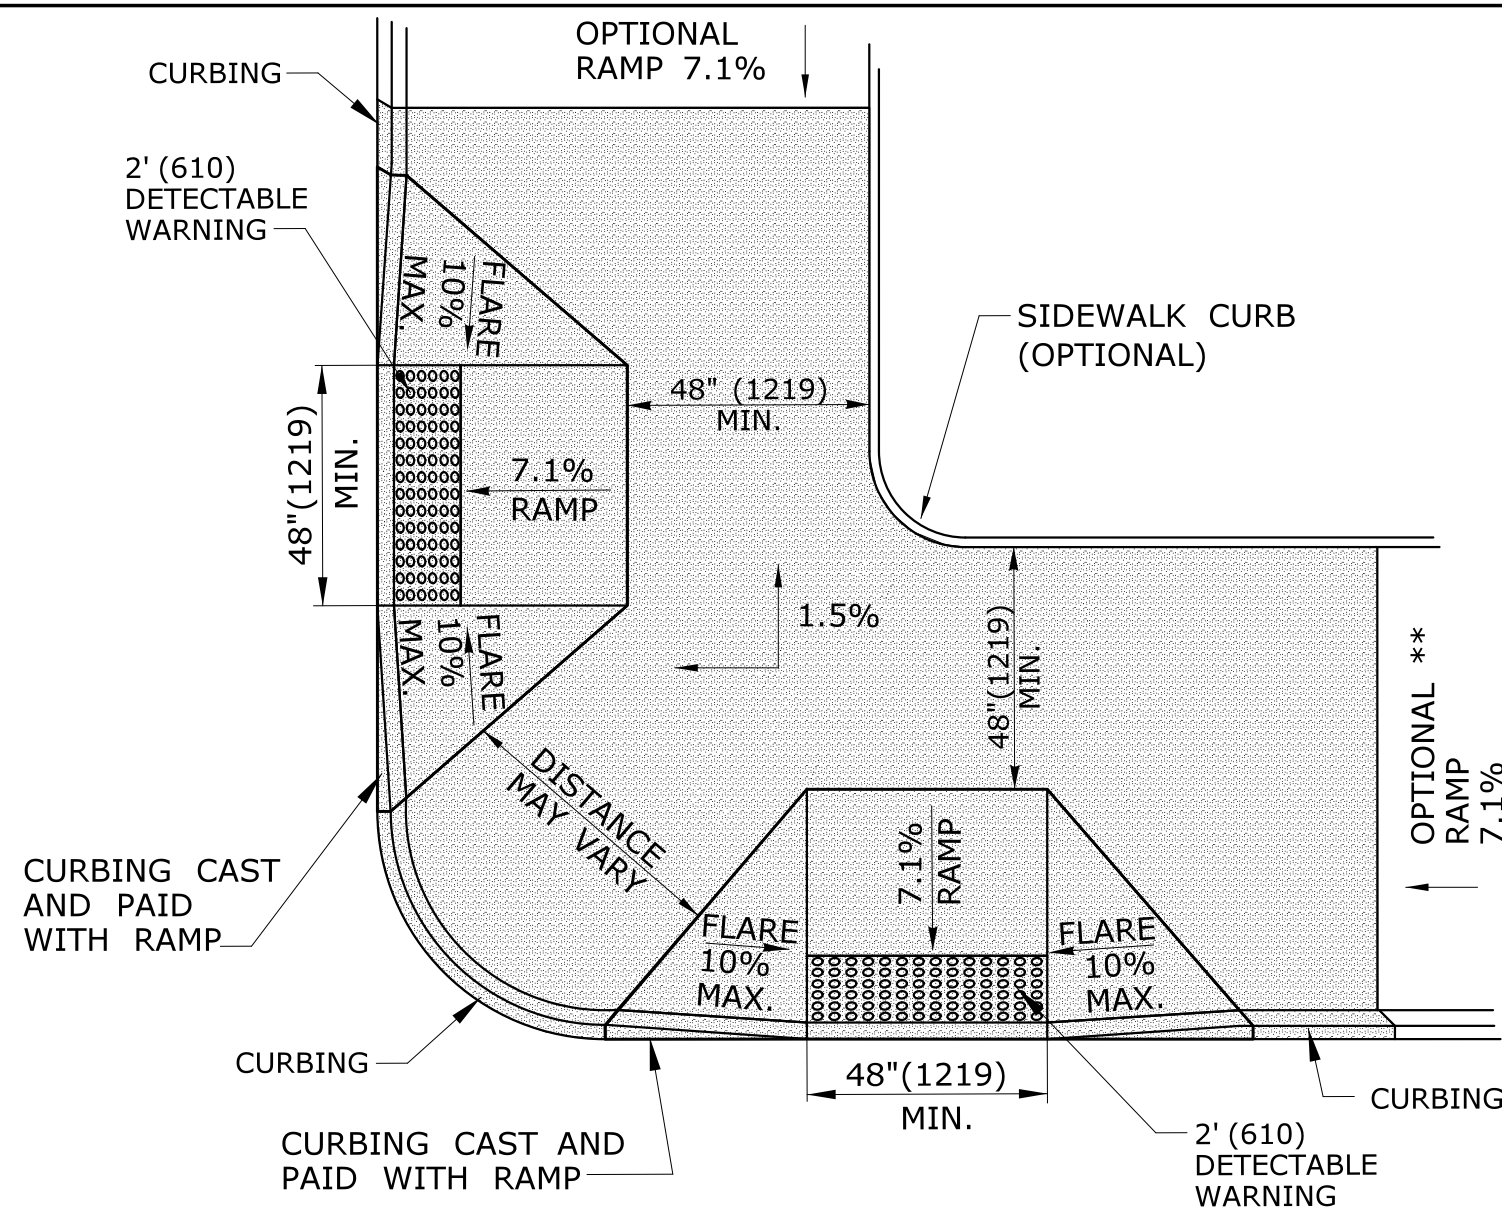 OPTIONAL
RAMP 7.1%
CURBING
2' (610)
DETECTABLE
WARNING
FLARE
10%
MAX.
SIDEWALK CURB
(OPTIONAL)
48" (1219)
MIN.
48"(1219)
MIN.
7.1%
RAMP
1.5%
FLARE
10%
MAX.
48"(1219)
MIN.
OPTIONAL **
RAMP
7.1%
DISTANCE
MAY VARY
7.1%
RAMP
CURBING CAST
AND PAID
WITH RAMP
FLARE
10%
MAX.
FLARE
10%
MAX.
CURBING
48"(1219)
MIN.
CURBING
CURBING CAST AND
PAID WITH RAMP
2' (610)
DETECTABLE
WARNING